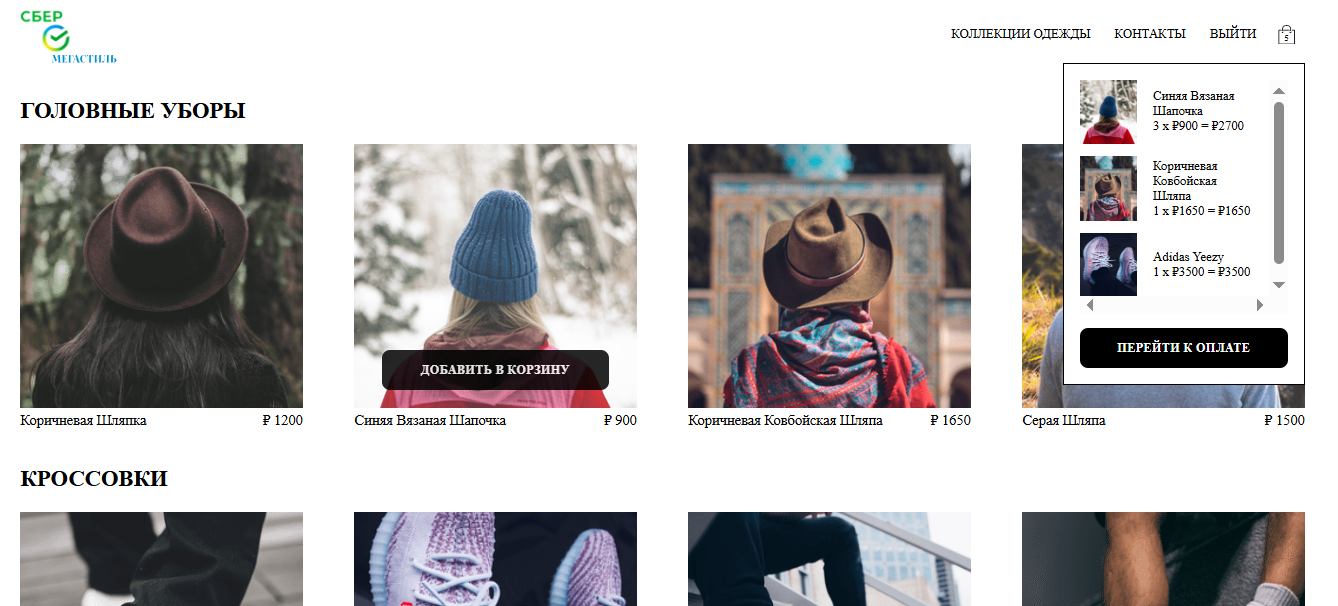 СБЕР
МЕГАСТИЛЬ
КОЛЛЕКЦИИ ОДЕЖДЫ
КОНТАКТЫ
ВЫЙТИ
5
Синяя Вязаная
Шапочка
3 x ₽900 = ₽2700
Коричневая
Ковбойская
Шляпа
1 x ₽1650 = ₽1650
Adidas Yeezy
1 x ₽3500 = ₽3500
ПЕРЕЙТИ К ОПЛАТЕ
ГОЛОВНЫЕ УБОРЫ
ДОБАВИТЬ В КОРЗИНУ
Коричневая Шляпка
₽ 1200
Синяя Вязаная Шапочка
₽ 900
Коричневая Ковбойская Шляпа
₽ 1650
Серая Шляпа
₽ 1500
КРОССОВКИ